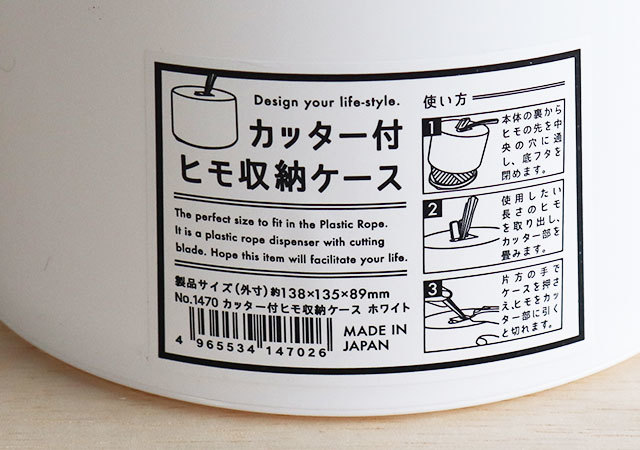 Design your life-style.
カッター付
ヒモ収納ケース
The perfect size to fit in the Plastic Rope.
It is a plastic rope dispenser with cutting
blade. Hope this item will facilitate your life.
製品サイズ(外寸)約138×135×89mm
No.1470 カッター付ヒモ収納ケース ホワイト
4 965534 147026
MADE IN
JAPAN
使い方
1
本体の裏から
ヒモの先を中
央の穴に通
し、底フタを
閉めます。
2
使用したい
長さのヒモ
を取り出し、
カッター部を
畳みます。
3
片方の手で
ケースを押さ
え、ヒモをカッ
ター部に引く
と切れます。